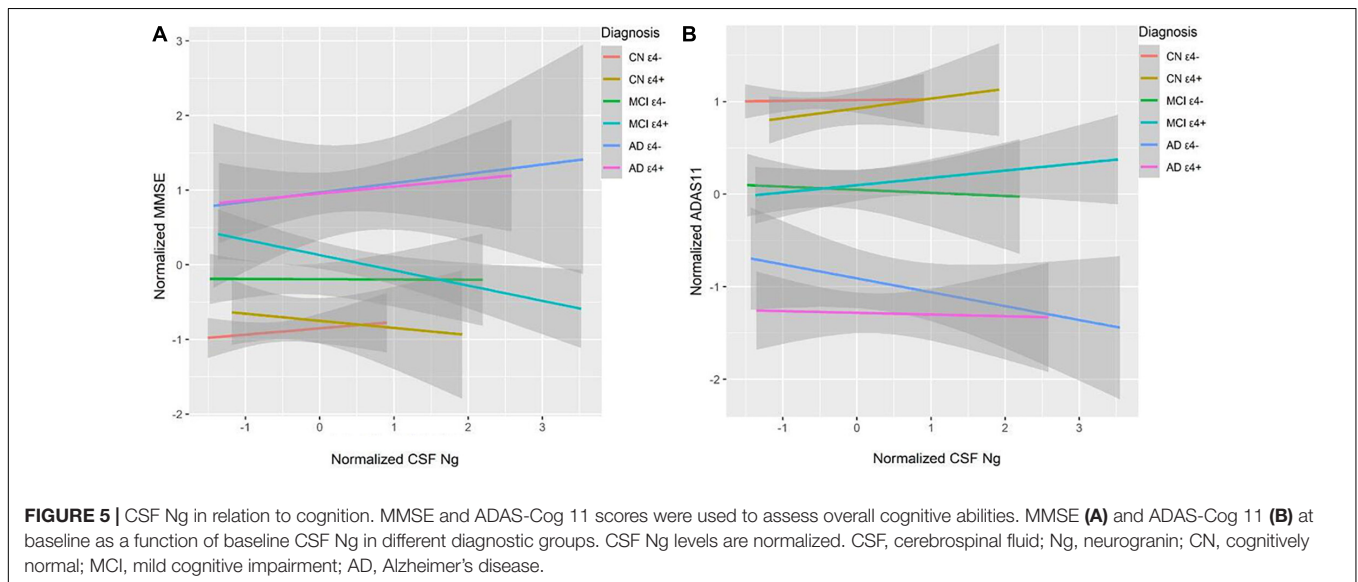 A
Diagnosis
CN ε4-
CN ε4+
MCI ε4-
MCI ε4+
AD ε4-
AD ε4+
Normalized MMSE
3
2
1
0
-1
-2
-1 0 1 2 3
Normalized CSF Ng
B
Diagnosis
CN ε4-
CN ε4+
MCI ε4-
MCI ε4+
AD ε4-
AD ε4+
Normalized ADAS11
1
0
-1
-2
-1 0 1 2 3
Normalized CSF Ng
FIGURE 5 | CSF Ng in relation to cognition. MMSE and ADAS-Cog 11 scores were used to assess overall cognitive abilities. MMSE (A) and ADAS-Cog 11 (B) at
baseline as a function of baseline CSF Ng in different diagnostic groups. CSF Ng levels are normalized. CSF, cerebrospinal fluid; Ng, neurogranin; CN, cognitively
normal; MCI, mild cognitive impairment; AD, Alzheimer's disease.